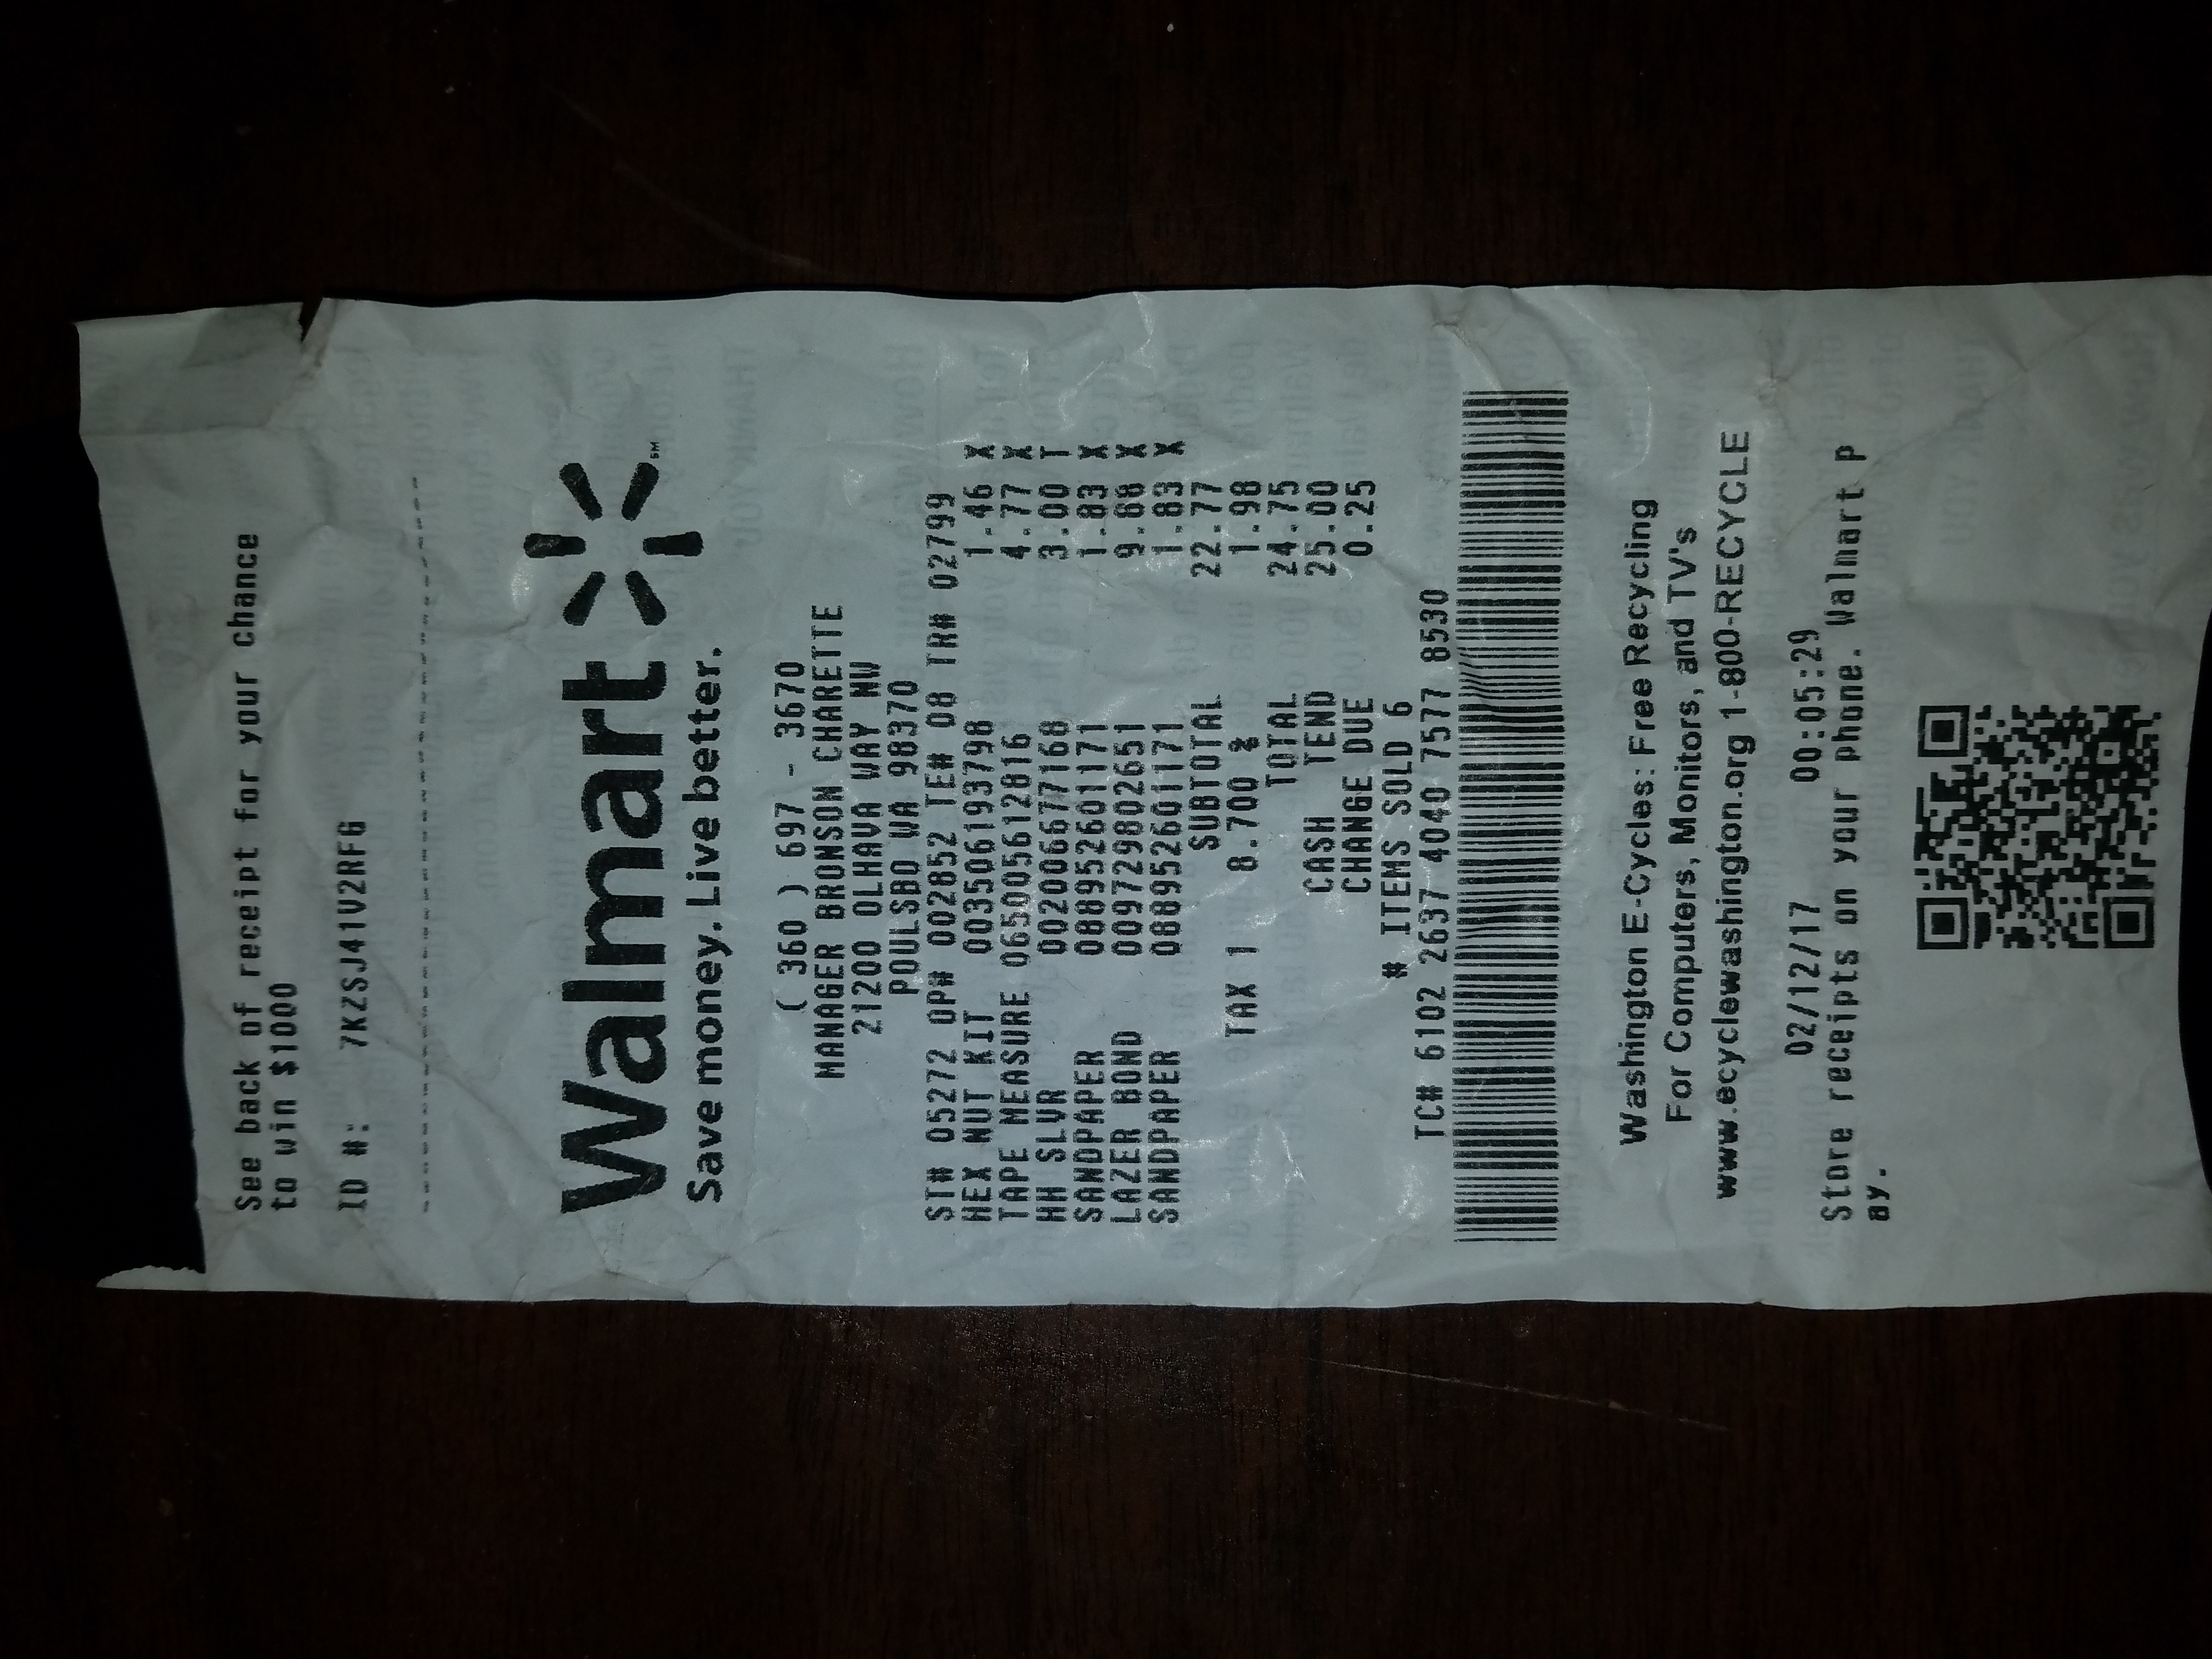 See back of receipt for your chance
to win $1000
ID #: 7KZSJ41V2RFG
Walmart
SM
Save money. Live better.
( 360 ) 697 - 3670
MANAGER BRONSON CHARETTE
21200 OLHAVA WAY NW
POULSBO WA 98370
ST# 05272 OP# 002852 TE# 08 TR# 02799
HEX NUT KIT 003506193798 1.46 X
TAPE MEASURE 065005612816 4.77 X
HH SLVR 002006677168 3.00 T
SANDPAPER 088952601171 1.83 X
LAZER BOND 009729802651 9.88 X
SANDPAPER 088952601171 1.83 X
SUBTOTAL 22.77
TAX 1 8.700 % 1.98
TOTAL 24.75
CASH TEND 25.00
CHANGE DUE 0.25
# ITEMS SOLD 6
TC# 6102 2637 4040 7577 8530
Washington E-Cycles: Free Recycling
For Computers, Monitors, and TV's
www.ecyclewashington.org 1-800-RECYCLE
02/12/17 00:05:29
Store receipts on your phone. Walmart P
ay.